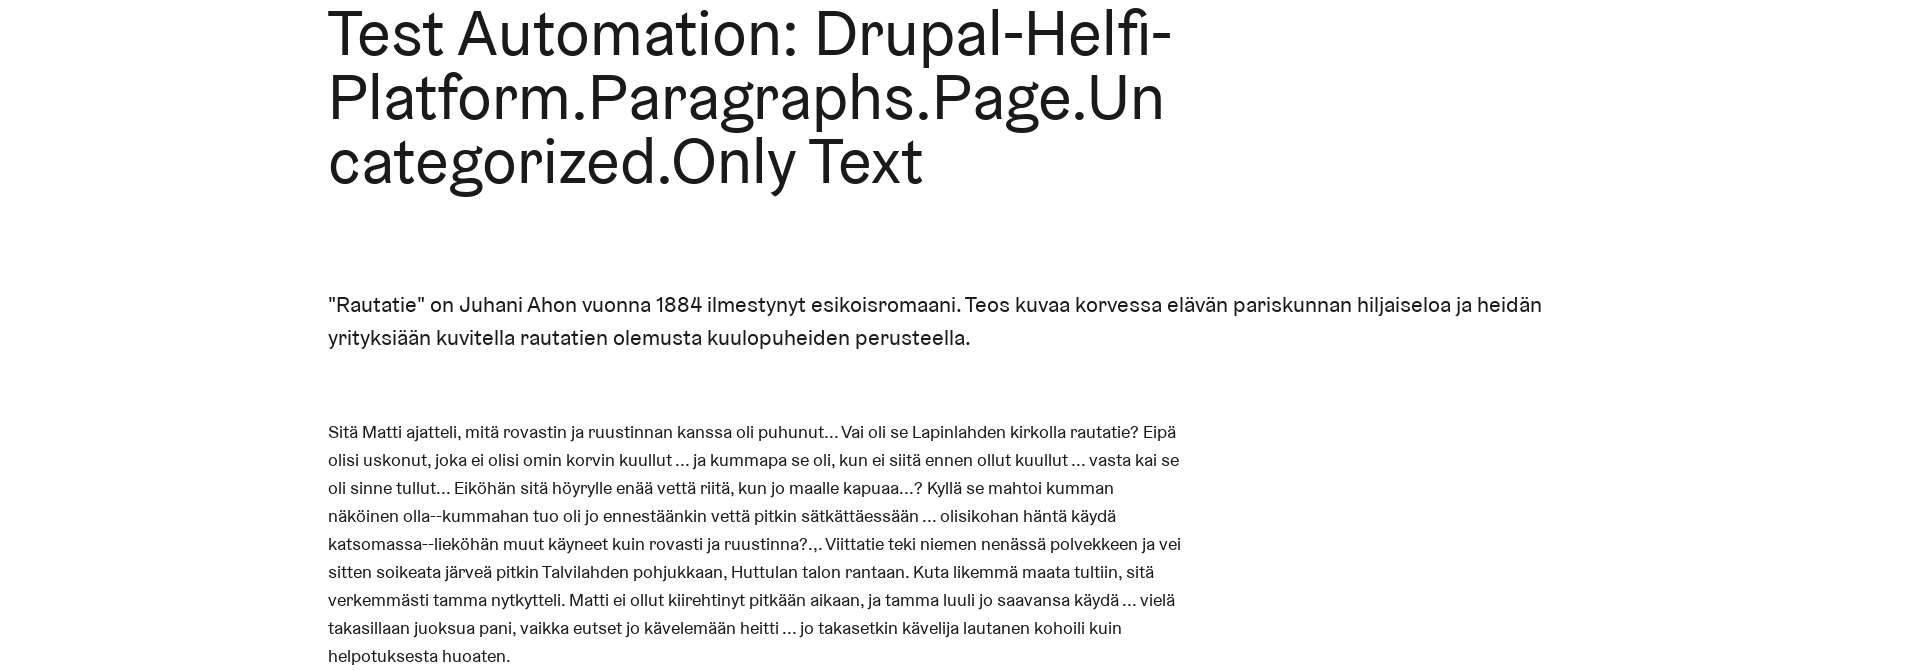 Test Automation: Drupal-Helfi-
Platform.Paragraphs.Page.Un
categorized.Only Text
"Rautatie" on Juhani Ahon vuonna 1884 ilmestynyt esikoisromaani. Teos kuvaa korvessa elävän pariskunnan hiljaiseloa ja heidän
yrityksiään kuvitella rautatien olemusta kuulopuheiden perusteella.
Sitä Matti ajatteli, mitä rovastin ja ruustinnan kanssa oli puhunut... Vai oli se Lapinlahden kirkolla rautatie? Eipä
olisi uskonut, joka ei olisi omin korvin kuullut ... ja kummapa se oli, kun ei siitä ennen ollut kuullut ... vasta kai se
oli sinne tullut... Eiköhän sitä höyrylle enää vettä riitä, kun jo maalle kapuaa...? Kyllä se mahtoi kumman
näköinen olla--kummahan tuo oli jo ennestäänkin vettä pitkin sätkättäessään ... olisikohan häntä käydä
katsomassa--lieköhän muut käyneet kuin rovasti ja ruustinna?.,. Viittatie teki niemen nenässä polvekkeen ja vei
sitten soikeata järveä pitkin Talvilahden pohjukkaan, Huttulan talon rantaan. Kuta likemmä maata tultiin, sitä
verkemmästi tamma nytkytteli. Matti ei ollut kiirehtinyt pitkään aikaan, ja tamma luuli jo saavansa käydä ... vielä
takasillaan juoksua pani, vaikka eutset jo kävelemään heitti ... jo takasetkin kävelijä lautanen kohoili kuin
helpotuksesta huoaten.